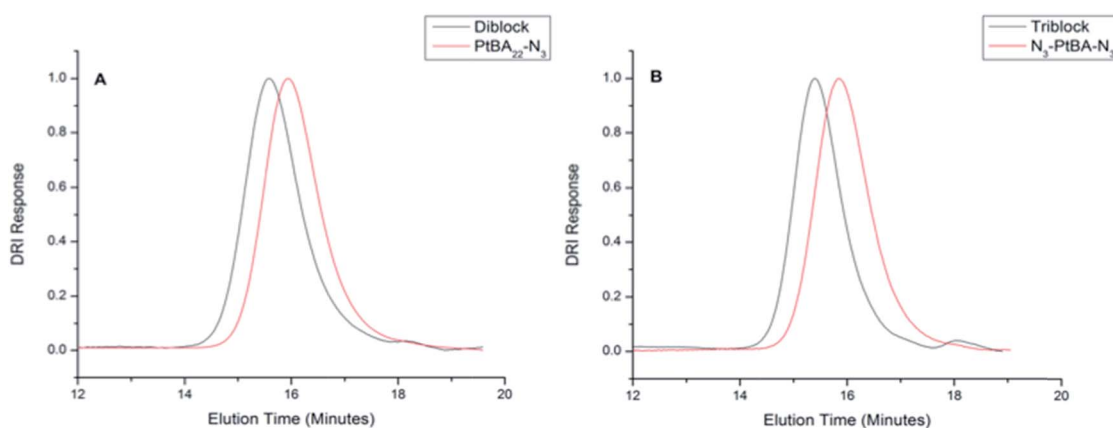 Diblock
PtBA₂₂-N₃
A
1.0
0.8
0.6
0.4
0.2
0.0
DRI Response
12 14 16 18 20
Elution Time (Minutes)
Triblock
N₃-PtBA-N₃
B
1.0
0.8
0.6
0.4
0.2
0.0
DRI Response
12 14 16 18 20
Elution Time (Minutes)